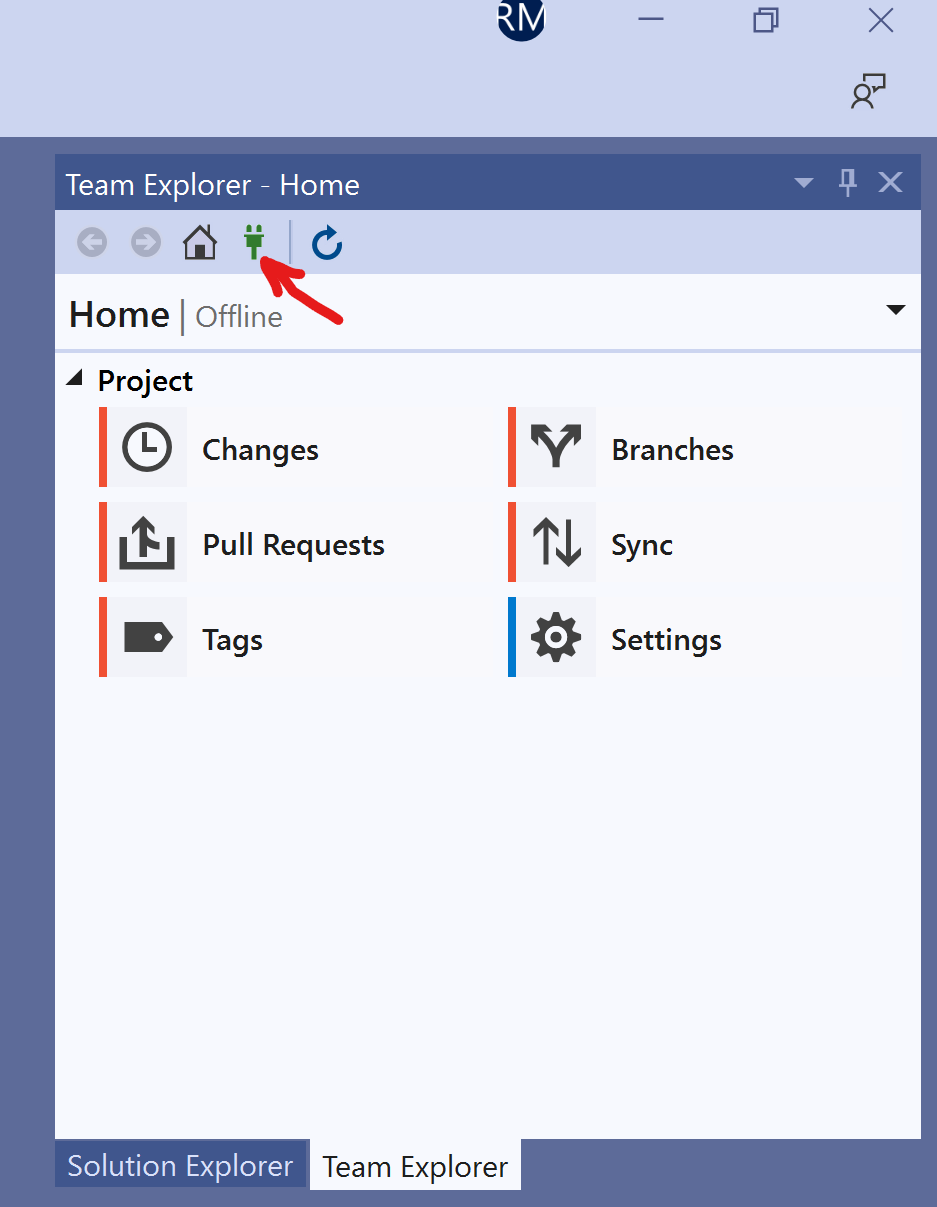 RM
Team Explorer - Home
Home | Offline
Project
Changes
Branches
Pull Requests
Sync
Tags
Settings
Solution Explorer
Team Explorer